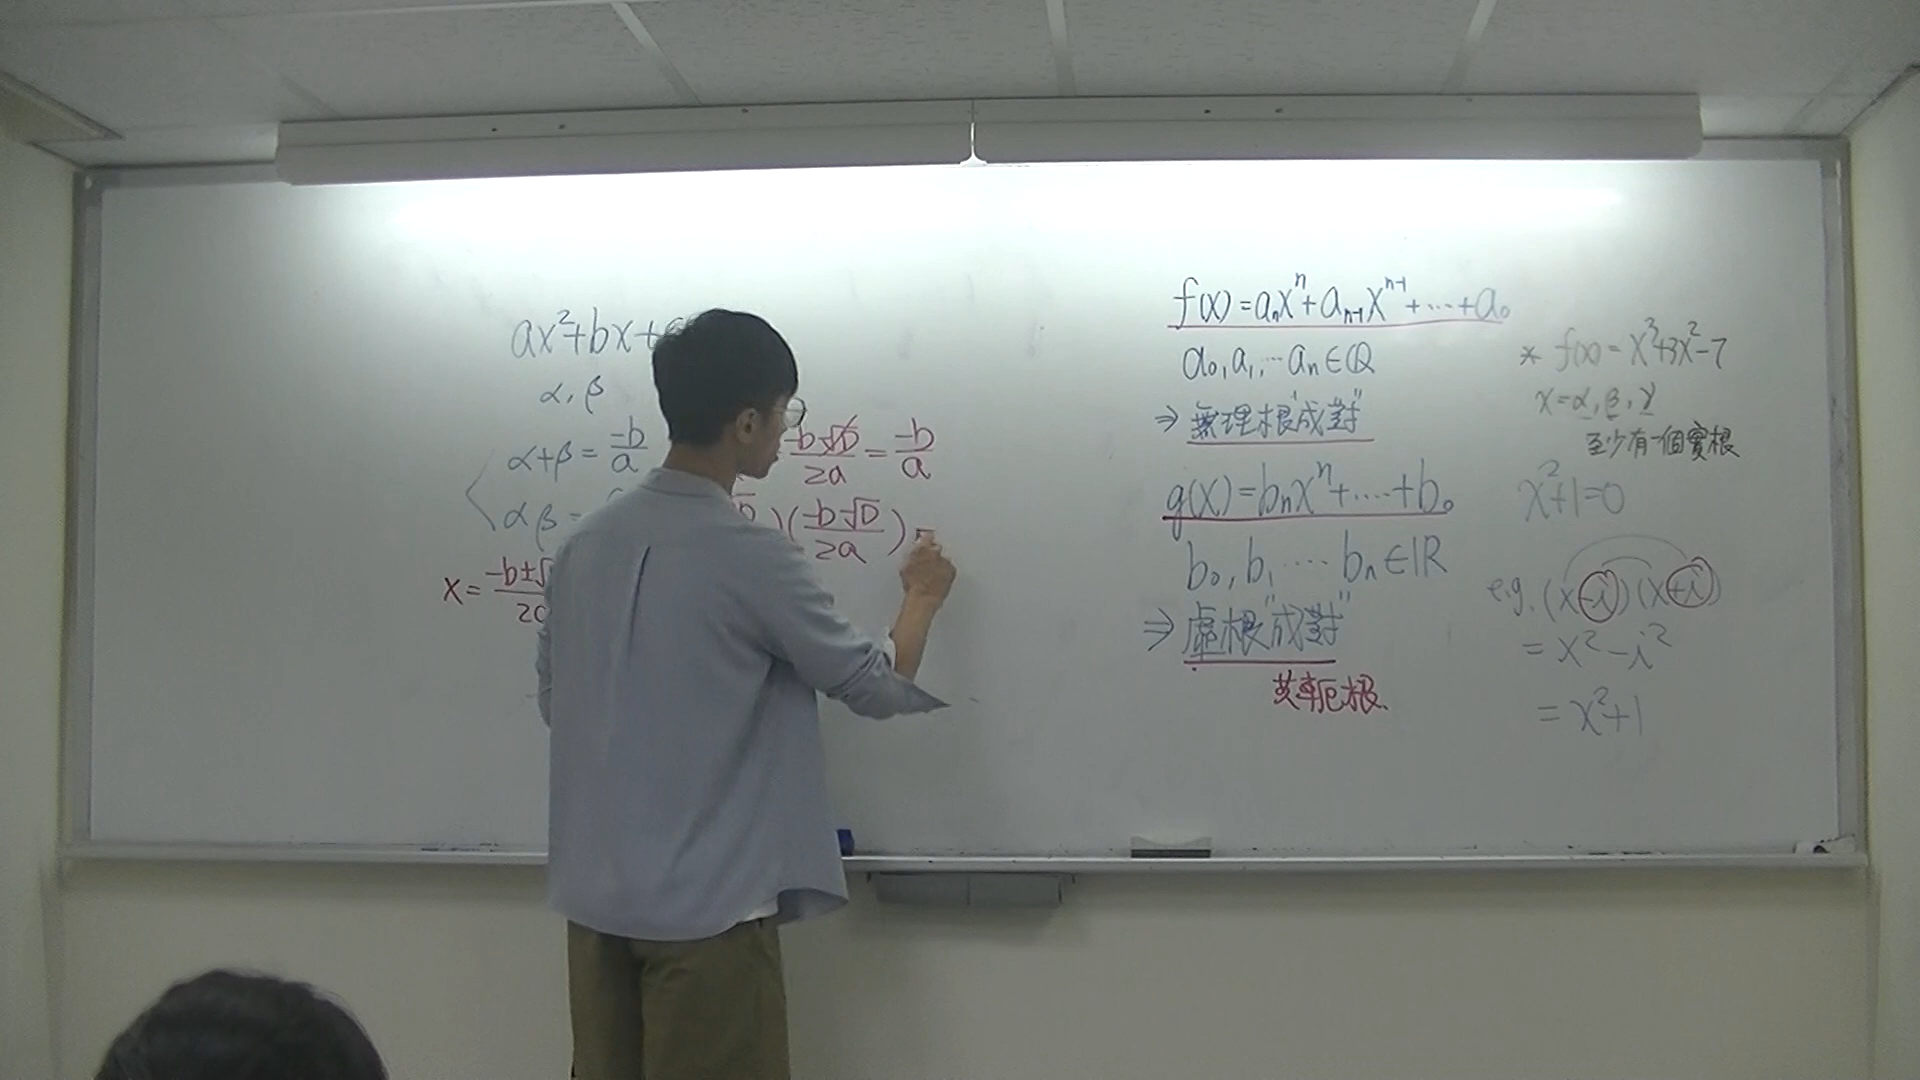 ax²+bx+
α, β
α+β = -b/a
αβ =
x = -b±√
-b-√D/2a = -b/a
)(-b-√D/2a) =
f(x) = aₙxⁿ+aₙ₋₁xⁿ⁻¹+⋯+a₀
a₀,a₁,⋯aₙ∈Q
⇒ 無理根"成對"
g(x) = bₙxⁿ+⋯+b₀
b₀,b₁⋯bₙ∈R
⇒ 虛根"成對"
共軛根
* f(x) = x³+3x²-7
x=α, β, γ
至少有一個實根
x²+1=0
e.g. (x-i)(x+i)
= x²-i²
= x²+1